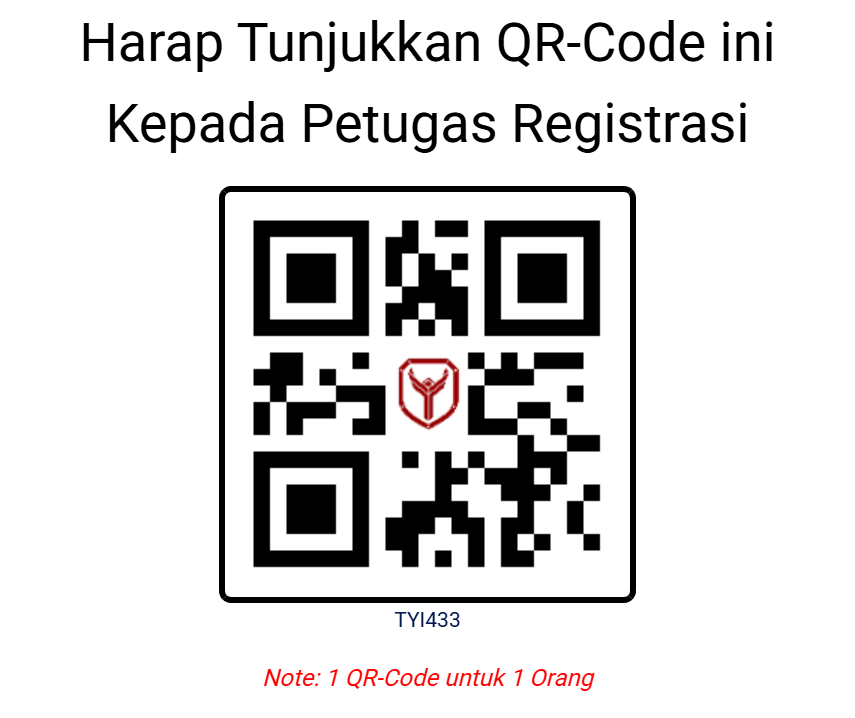 Harap Tunjukkan QR-Code ini
Kepada Petugas Registrasi
TYI433
Note: 1 QR-Code untuk 1 Orang